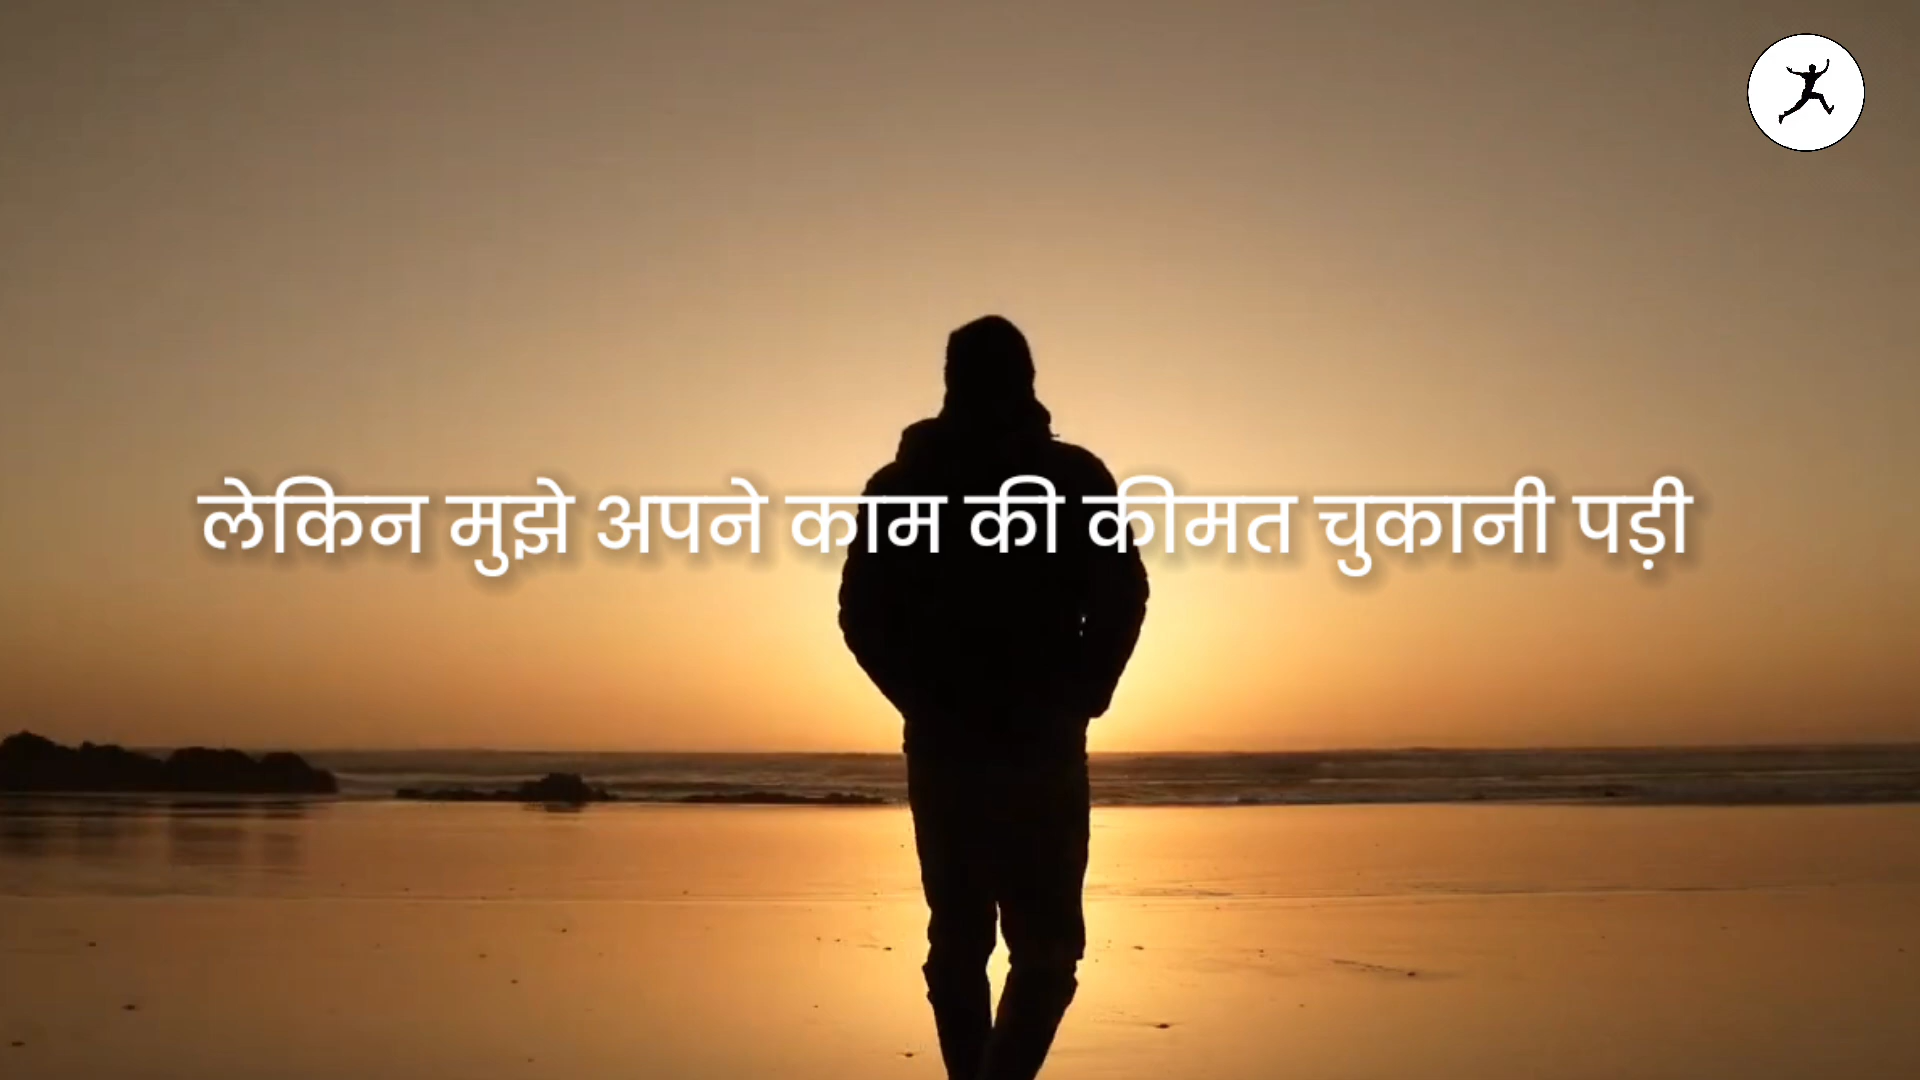 लेकिन मुझे अपने काम की कीमत चुकानी पड़ी